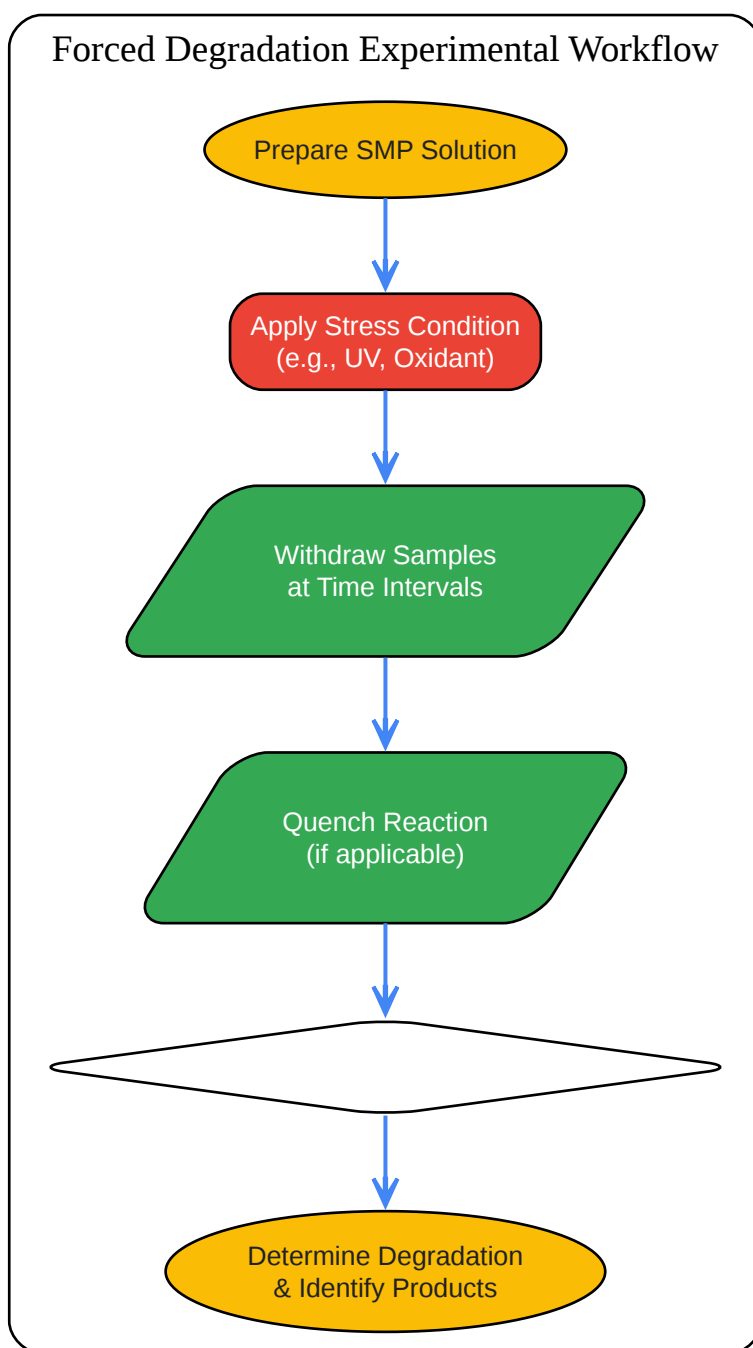 Forced Degradation Experimental Workflow
Prepare SMP Solution
Apply Stress Condition
(e.g., UV, Oxidant)
Withdraw Samples
at Time Intervals
Quench Reaction
(if applicable)
Determine Degradation
& Identify Products